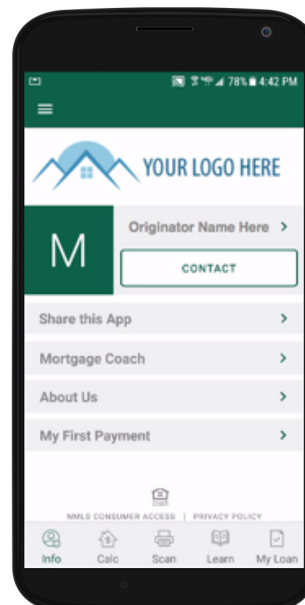 78% 4:42 PM
YOUR LOGO HERE
M
Originator Name Here >
CONTACT
Share this App >
Mortgage Coach >
About Us >
My First Payment >
NMLS CONSUMER ACCESS | PRIVACY POLICY
Info Calc Scan Learn My Loan